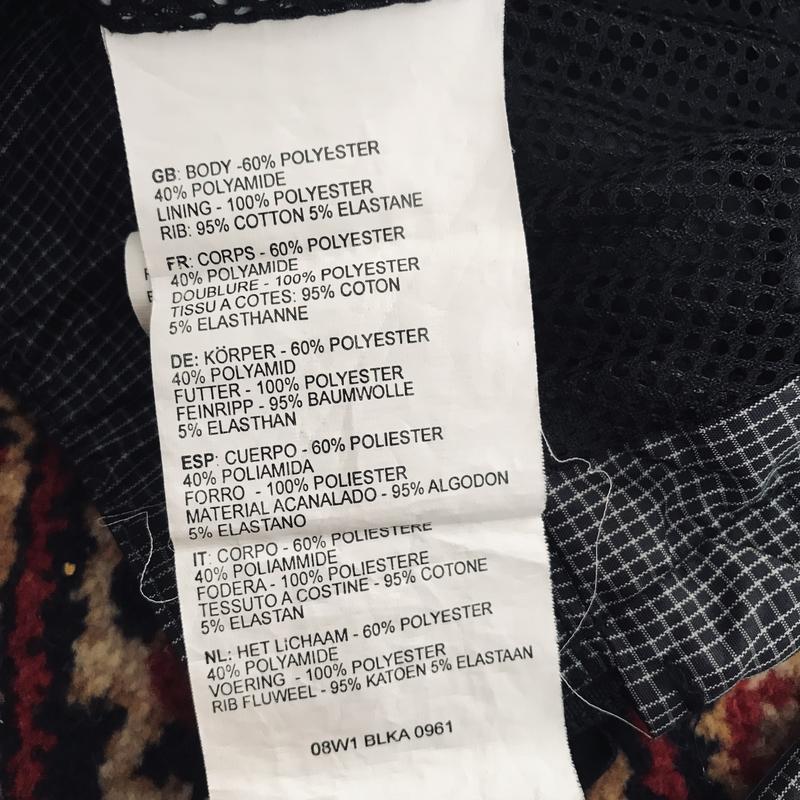 GB: BODY -60% POLYESTER
40% POLYAMIDE
LINING - 100% POLYESTER
RIB: 95% COTTON 5% ELASTANE
FR: CORPS - 60% POLYESTER
40% POLYAMIDE
DOUBLURE - 100% POLYESTER
TISSU A COTES: 95% COTON
5% ELASTHANNE
DE: KÖRPER - 60% POLYESTER
40% POLYAMID
FUTTER - 100% POLYESTER
FEINRIPP - 95% BAUMWOLLE
5% ELASTHAN
ESP: CUERPO - 60% POLIESTER
40% POLIAMIDA
FORRO - 100% POLIESTER
MATERIAL ACANALADO - 95% ALGODON
5% ELASTANO
IT: CORPO - 60% POLIESTERE
40% POLIAMMIDE
FODERA - 100% POLIESTERE
TESSUTO A COSTINE - 95% COTONE
5% ELASTAN
NL: HET LICHAAM - 60% POLYESTER
40% POLYAMIDE
VOERING - 100% POLYESTER
RIB FLUWEEL - 95% KATOEN 5% ELASTAAN
08W1 BLKA 0961